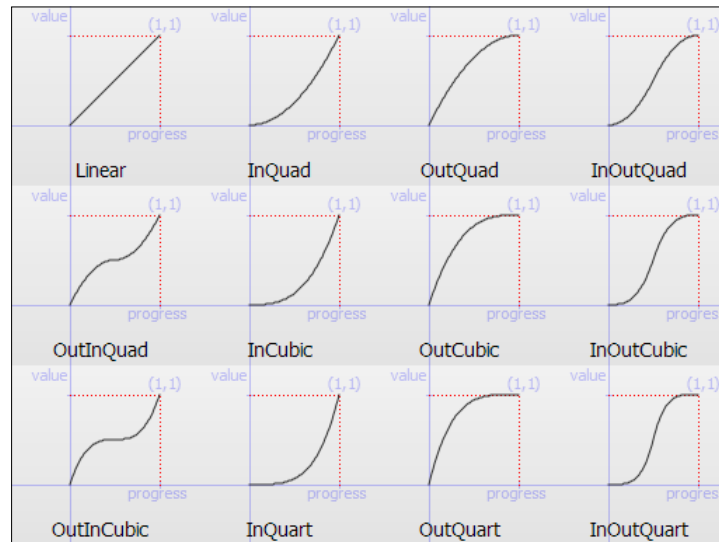 value (1,1) value (1,1) value (1,1) value (1,1)
progress progress progress progress
Linear InQuad OutQuad InOutQuad
value (1,1) value (1,1) value (1,1) value (1,1)
progress progress progress progress
OutInQuad InCubic OutCubic InOutCubic
value (1,1) value (1,1) value (1,1) value (1,1)
progress progress progress progress
OutInCubic InQuart OutQuart InOutQuart